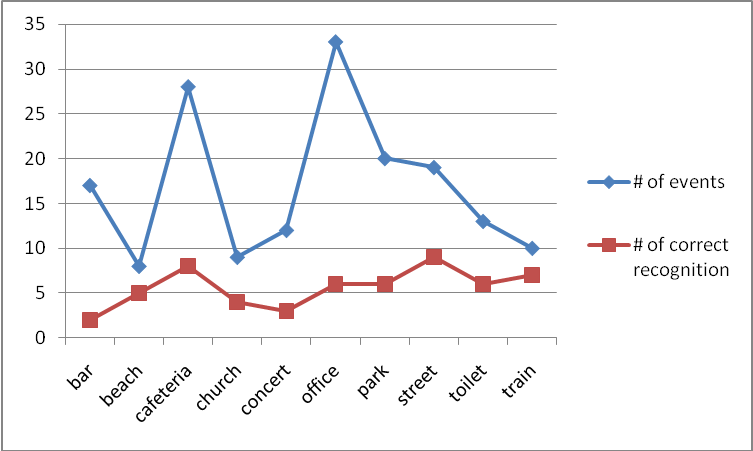 35
30
25
20
15
10
5
0
bar
beach
cafeteria
church
concert
office
park
street
toilet
train
# of events
# of correct
recognition